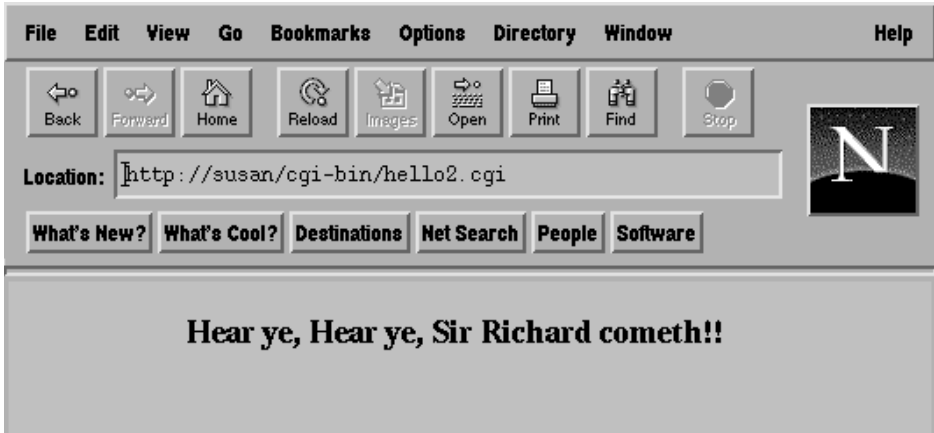 File Edit View Go Bookmarks Options Directory Window Help
Back Forward Home Reload Images Open Print Find Stop
Location: http://susan/cgi-bin/hello2.cgi
N
What's New? What's Cool? Destinations Net Search People Software
Hear ye, Hear ye, Sir Richard cometh!!